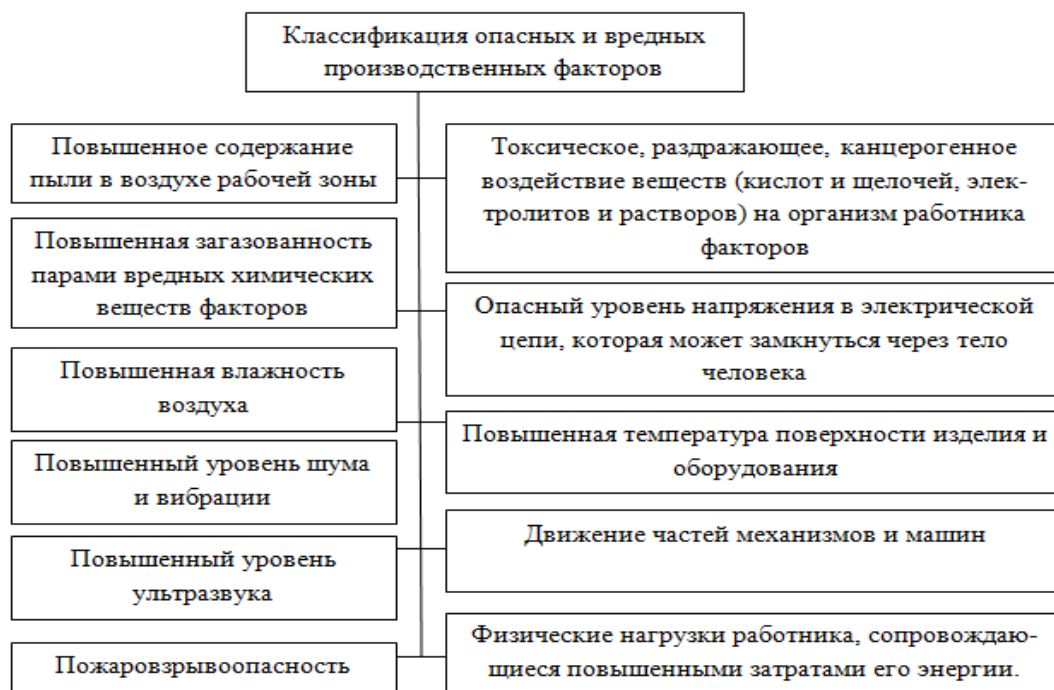 Классификация опасных и вредных
производственных факторов
Повышенное содержание
пыли в воздухе рабочей зоны
Повышенная загазованность
парами вредных химических
веществ факторов
Повышенная влажность
воздуха
Повышенный уровень шума
и вибрации
Повышенный уровень
ультразвука
Пожаровзрывоопасность
Токсическое, раздражающее, канцерогенное
воздействие веществ (кислот и щелочей, элек-
тролитов и растворов) на организм работника
факторов
Опасный уровень напряжения в электрической
цепи, которая может замкнуться через тело
человека
Повышенная температура поверхности изделия и
оборудования
Движение частей механизмов и машин
Физические нагрузки работника, сопровождаю-
щиеся повышенными затратами его энергии.